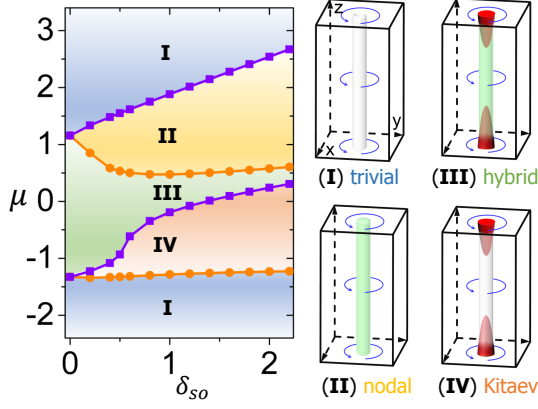 3
2
1
0
-1
-2
μ
0
1
2
δso
I
II
III
IV
I
z
y
x
(I) trivial
(III) hybrid
(II) nodal
(IV) Kitaev